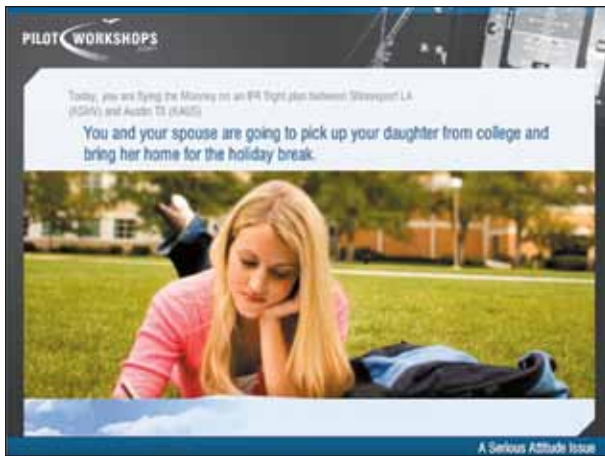 PILOT WORKSHOPS
.com
Today, you are flying the Mooney on an IFR flight plan between Shreveport LA
(KSHV) and Austin TX (KAUS)
You and your spouse are going to pick up your daughter from college and
bring her home for the holiday break.
A Serious Attitude Issue